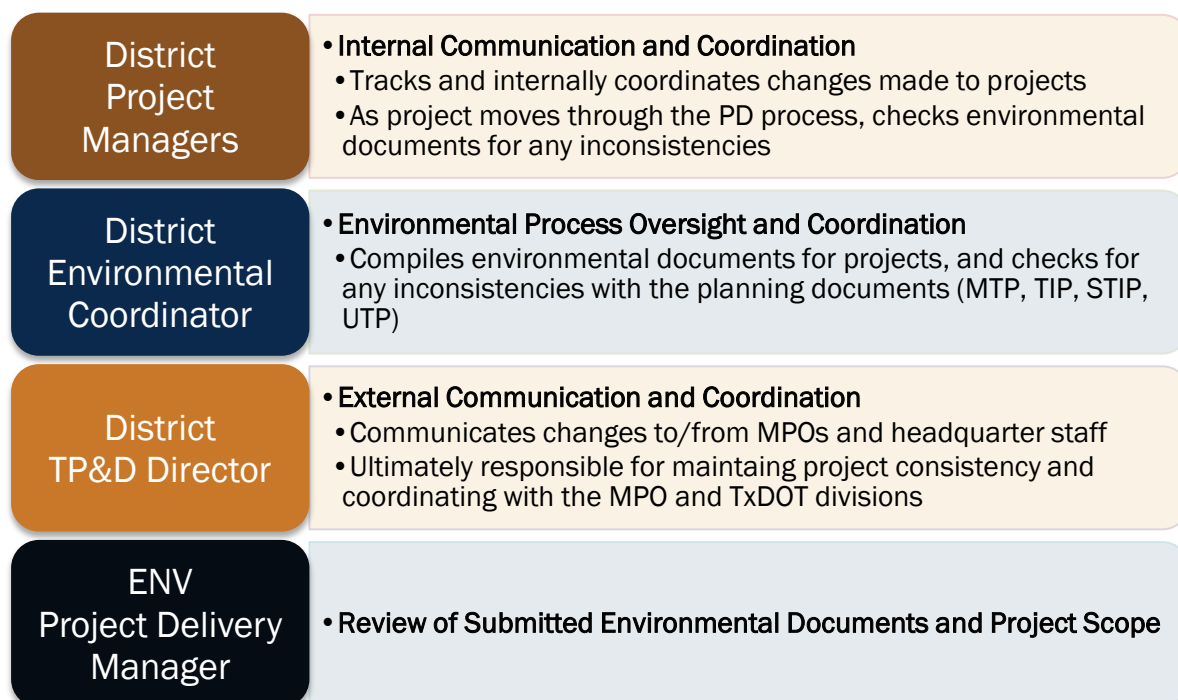 District
Project
Managers
• Internal Communication and Coordination
• Tracks and internally coordinates changes made to projects
• As project moves through the PD process, checks environmental
documents for any inconsistencies
District
Environmental
Coordinator
• Environmental Process Oversight and Coordination
• Compiles environmental documents for projects, and checks for
any inconsistencies with the planning documents (MTP, TIP, STIP,
UTP)
District
TP&D Director
• External Communication and Coordination
• Communicates changes to/from MPOs and headquarter staff
• Ultimately responsible for maintaing project consistency and
coordinating with the MPO and TxDOT divisions
ENV
Project Delivery
Manager
• Review of Submitted Environmental Documents and Project Scope